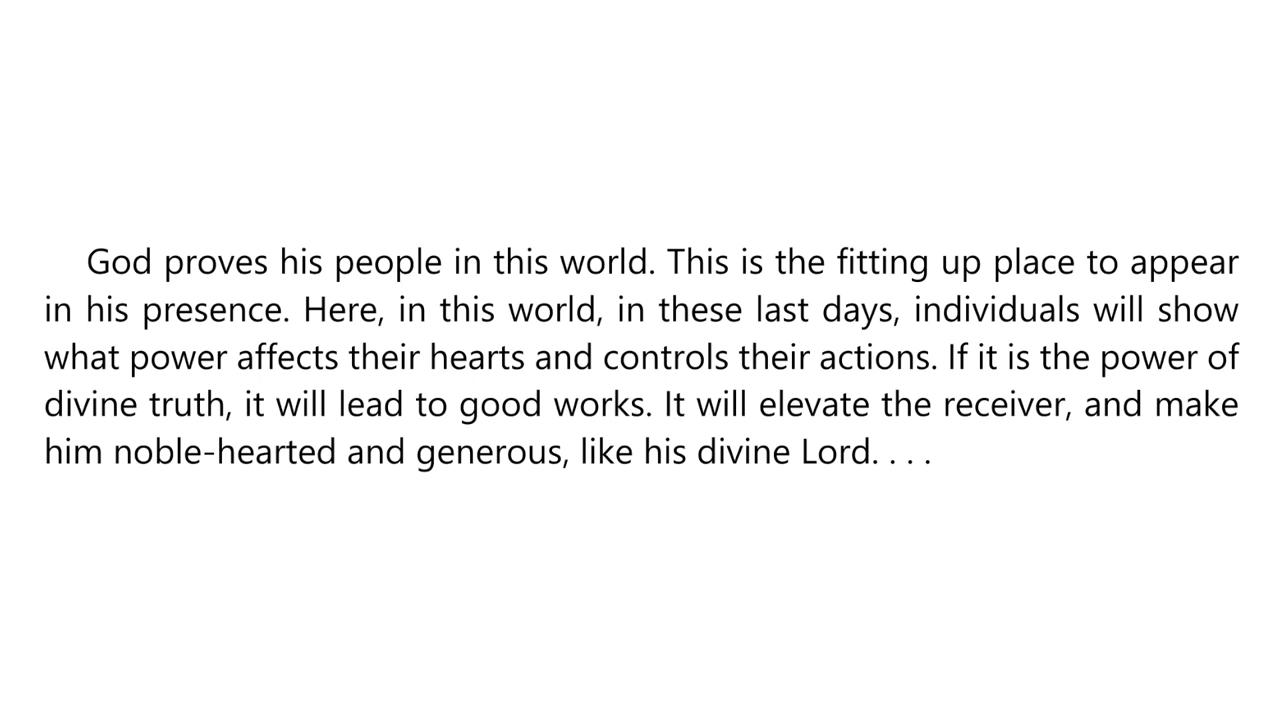 God proves his people in this world. This is the fitting up place to appear
in his presence. Here, in this world, in these last days, individuals will show
what power affects their hearts and controls their actions. If it is the power of
divine truth, it will lead to good works. It will elevate the receiver, and make
him noble-hearted and generous, like his divine Lord. . . .